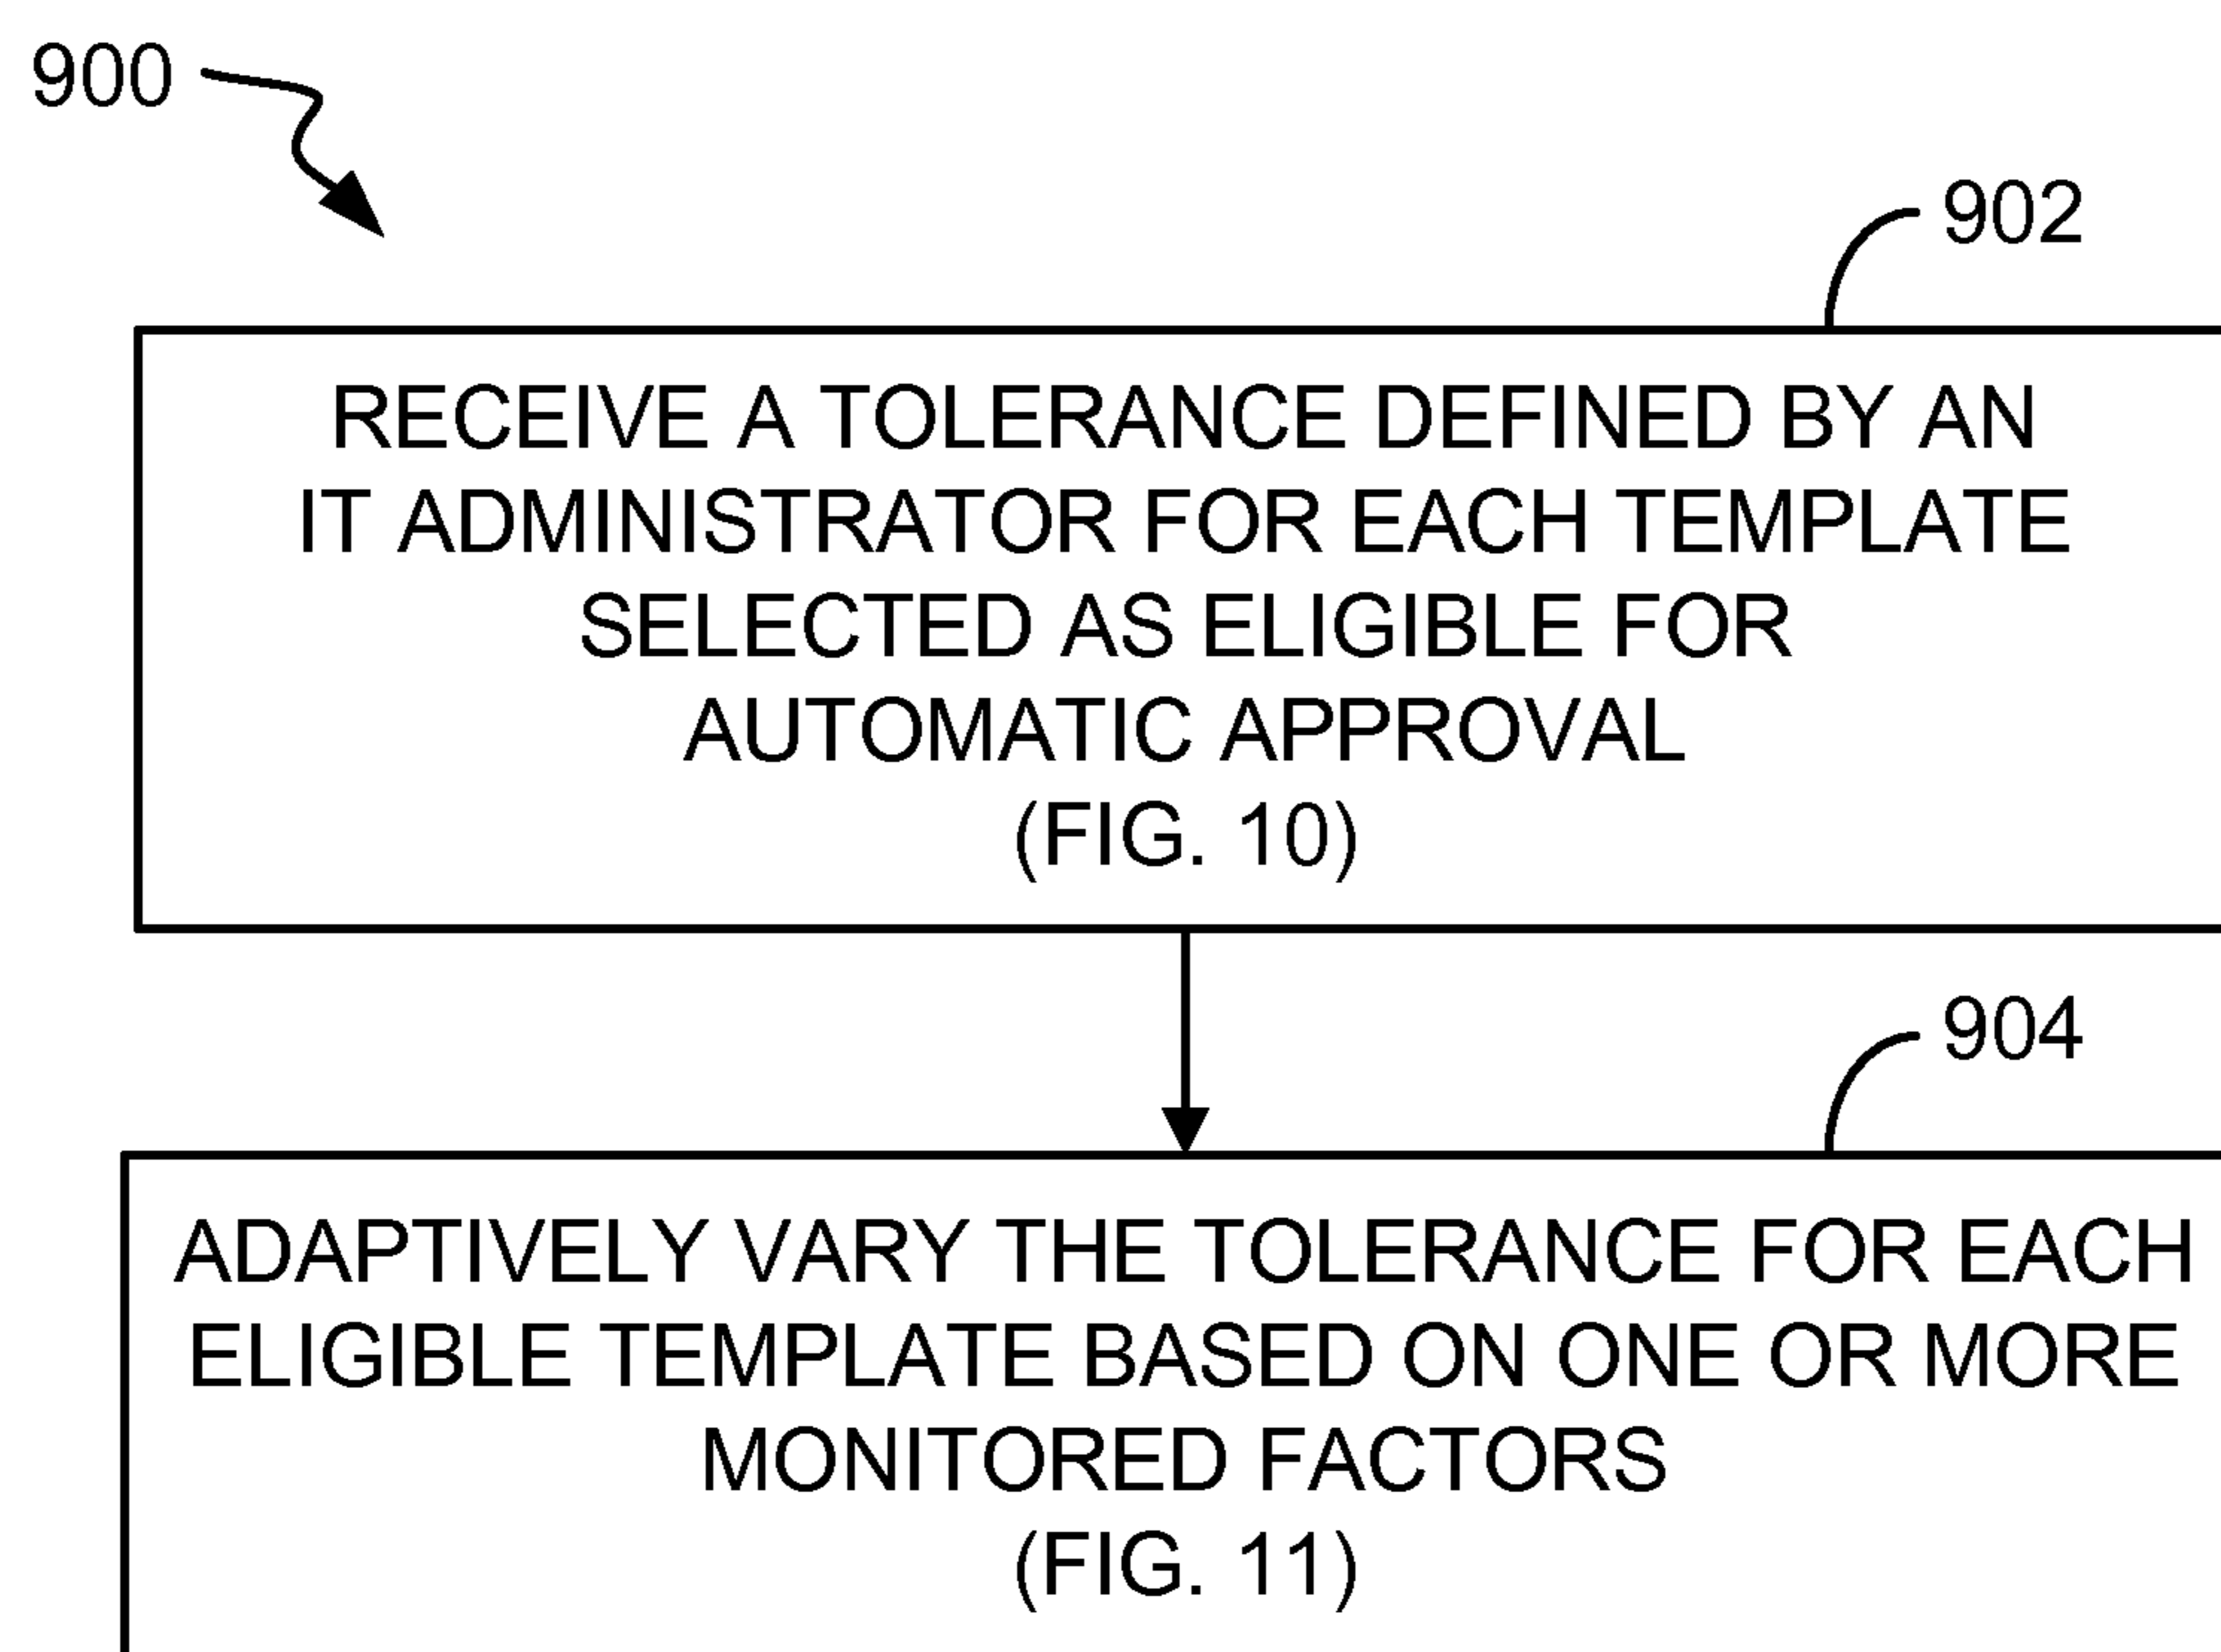 900
902
RECEIVE A TOLERANCE DEFINED BY AN
IT ADMINISTRATOR FOR EACH TEMPLATE
SELECTED AS ELIGIBLE FOR
AUTOMATIC APPROVAL
(FIG. 10)
904
ADAPTIVELY VARY THE TOLERANCE FOR EACH
ELIGIBLE TEMPLATE BASED ON ONE OR MORE
MONITORED FACTORS
(FIG. 11)